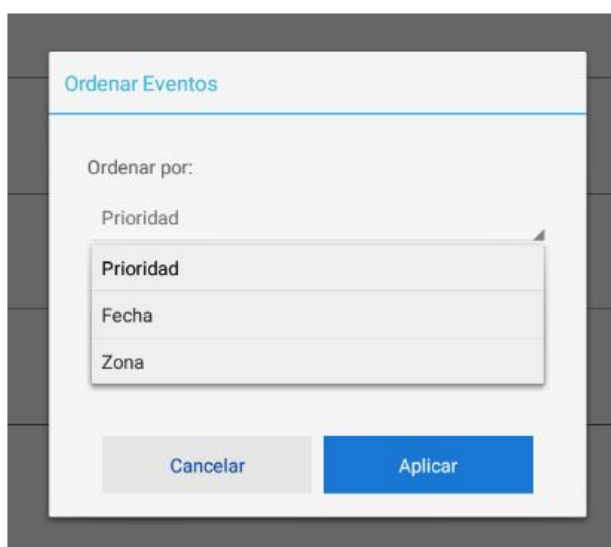 Ordenar Eventos
Ordenar por:
Prioridad
Prioridad
Fecha
Zona
Cancelar Aplicar